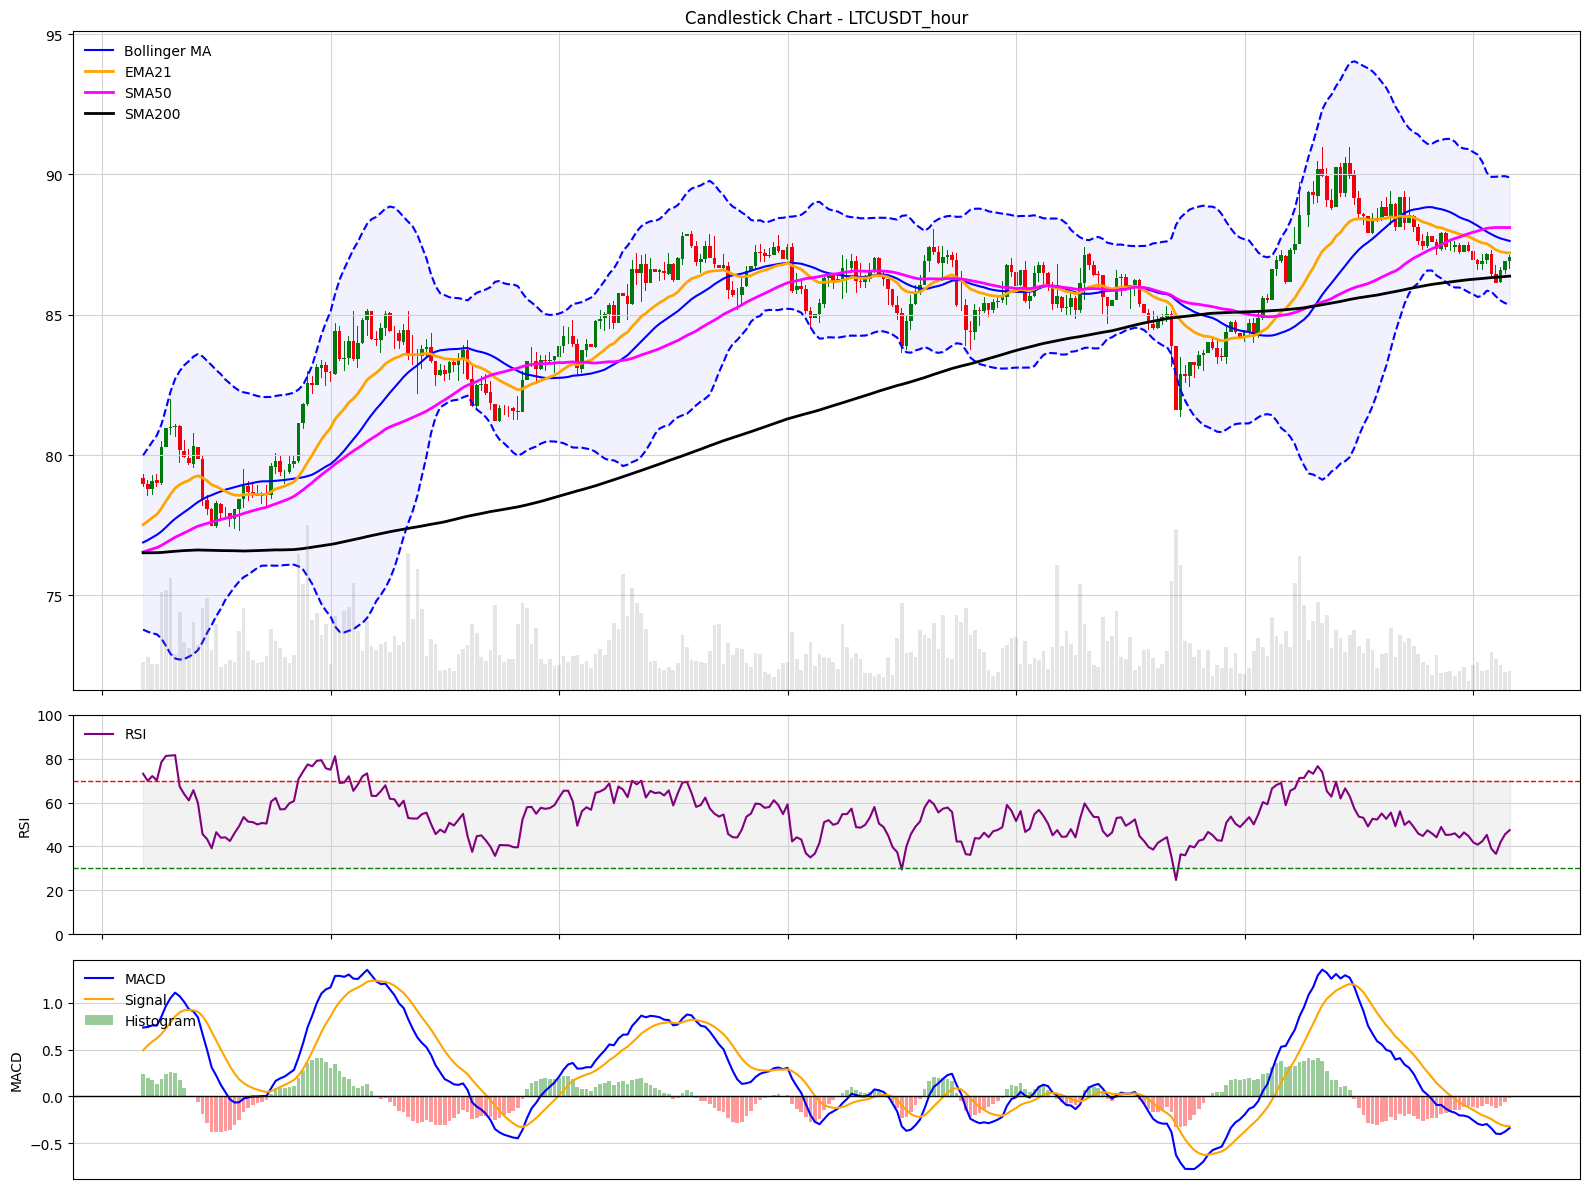 Candlestick Chart - LTCUSDT_hour
95
90
85
80
75
Bollinger MA
EMA21
SMA50
SMA200
100
80
60
40
20
0
RSI
RSI
1.0
0.5
0.0
−0.5
MACD
MACD
Signal
Histogram